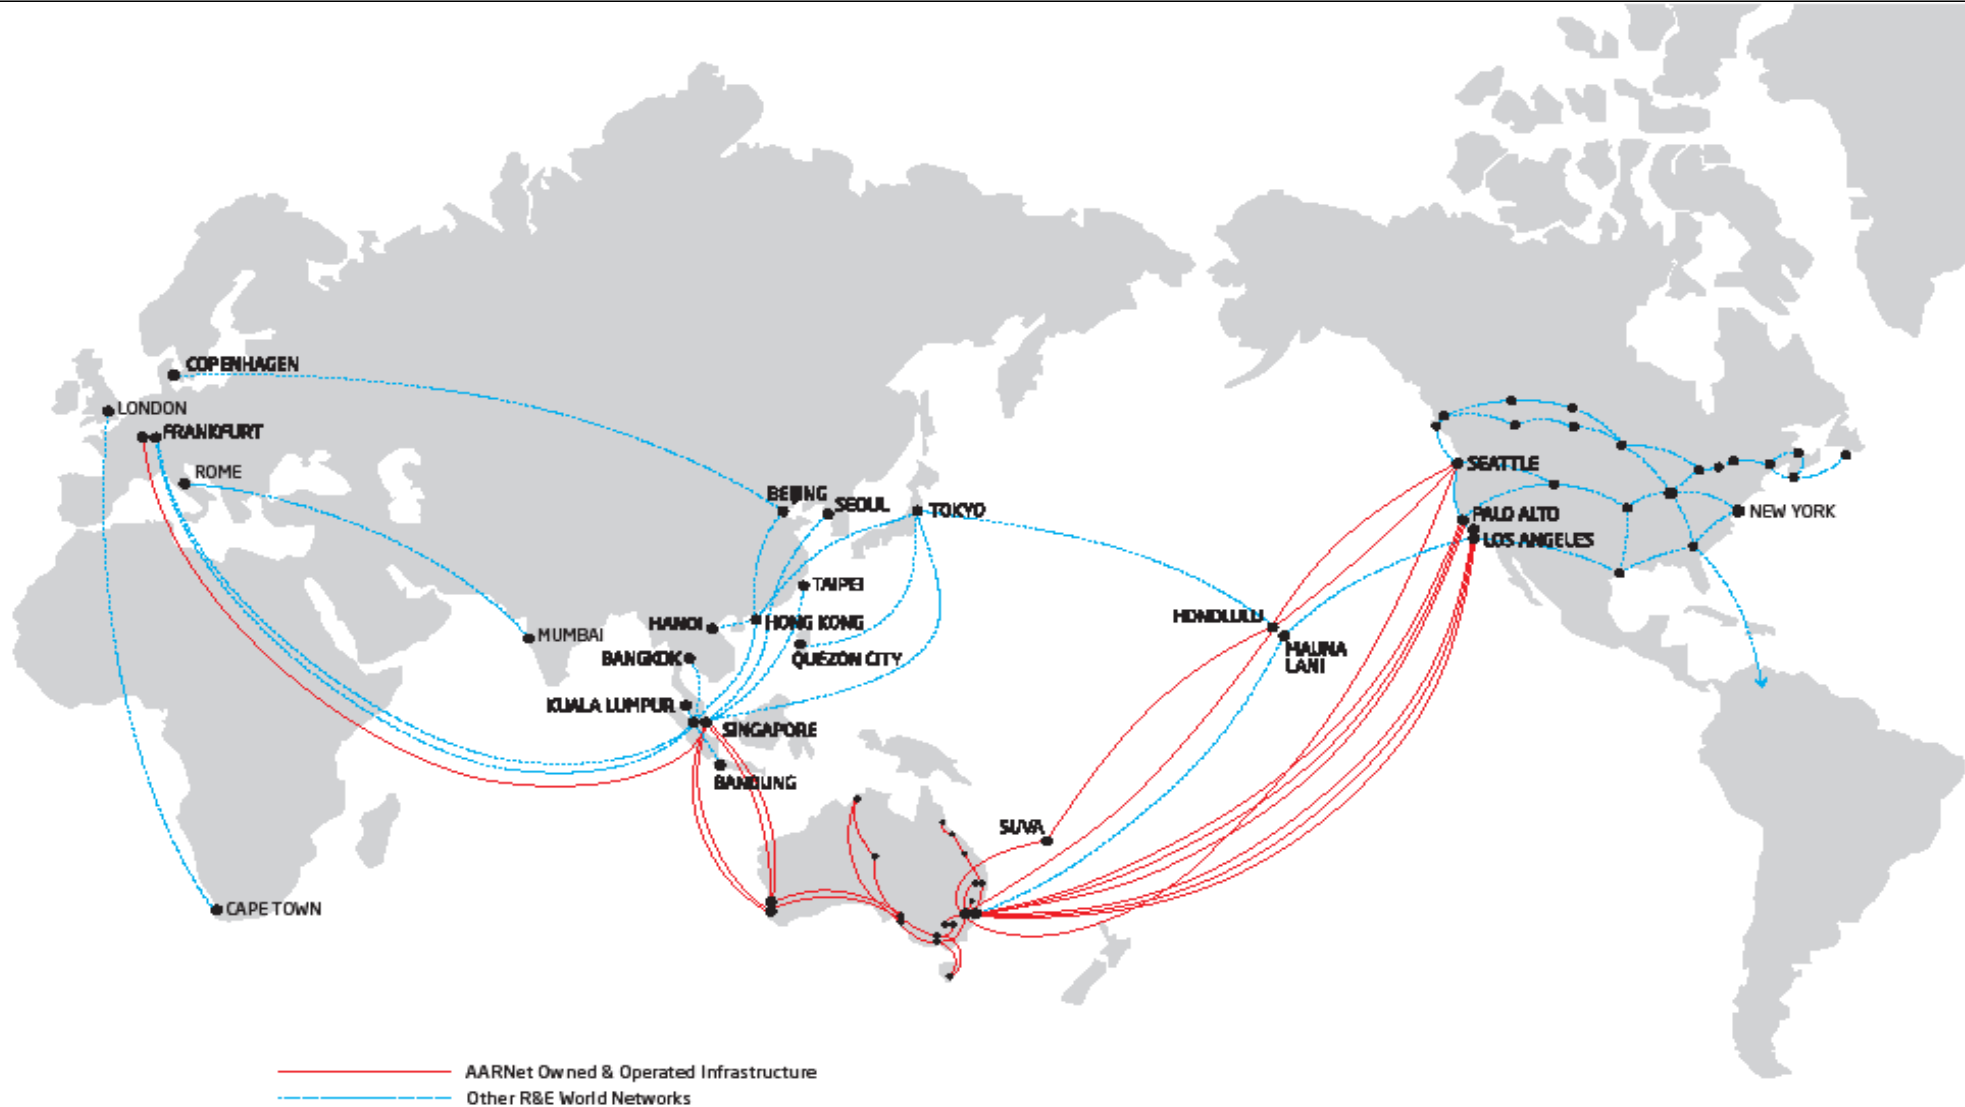 COPENHAGEN
LONDON
FRANKFURT
ROME
BEIJING
SEOUL
TOKYO
SEATTLE
PALO ALTO
NEW YORK
LOS ANGELES
TAIPEI
HANOI
HONG KONG
MUMBAI
BANGKOK
QUEZON CITY
HONOLULU
MAUNA
LANI
KUALA LUMPUR
SINGAPORE
BANDUNG
SUVA
CAPE TOWN
AARNet Owned & Operated Infrastructure
Other R&E World Networks